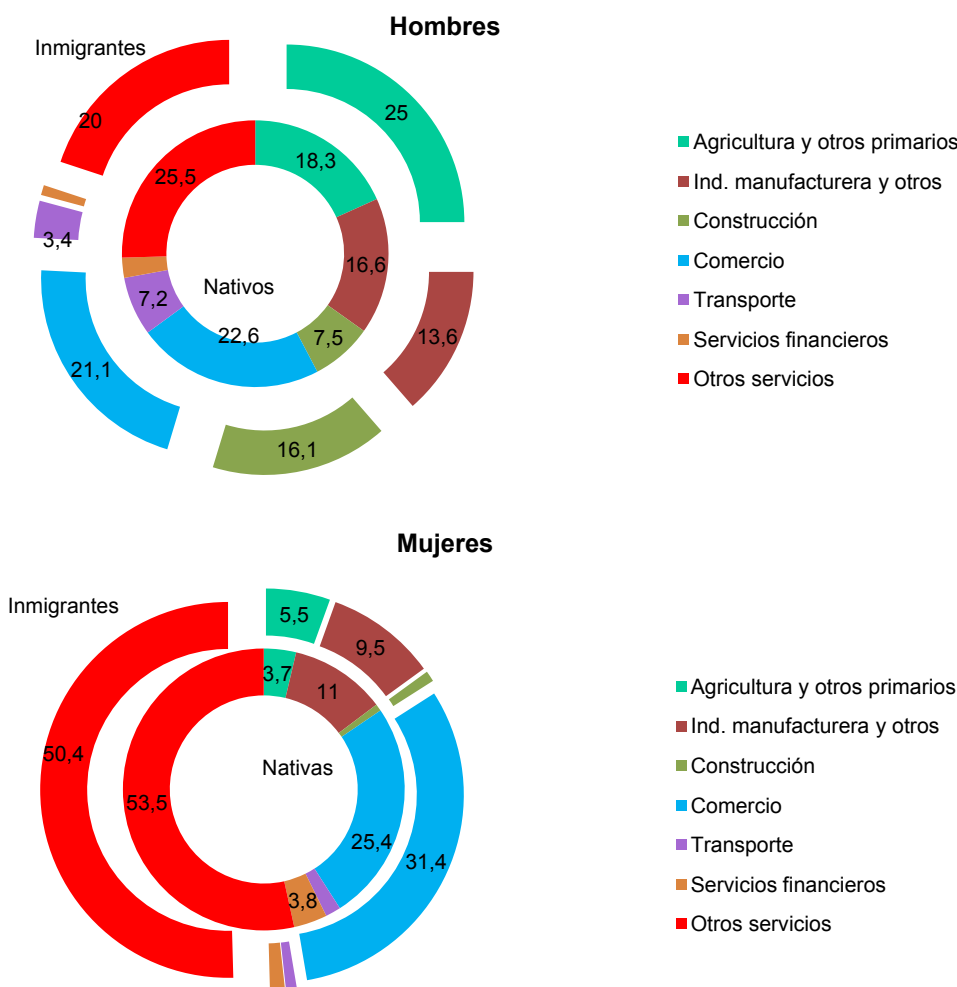 Hombres
Inmigrantes
25
20
18,3
25,5
16,6
3,4
7,2
Nativos
22,6
7,5
13,6
21,1
16,1
Agricultura y otros primarios
Ind. manufacturera y otros
Construcción
Comercio
Transporte
Servicios financieros
Otros servicios
Mujeres
Inmigrantes
5,5
9,5
3,7
11
50,4
Nativas
53,5
25,4
31,4
3,8
Agricultura y otros primarios
Ind. manufacturera y otros
Construcción
Comercio
Transporte
Servicios financieros
Otros servicios